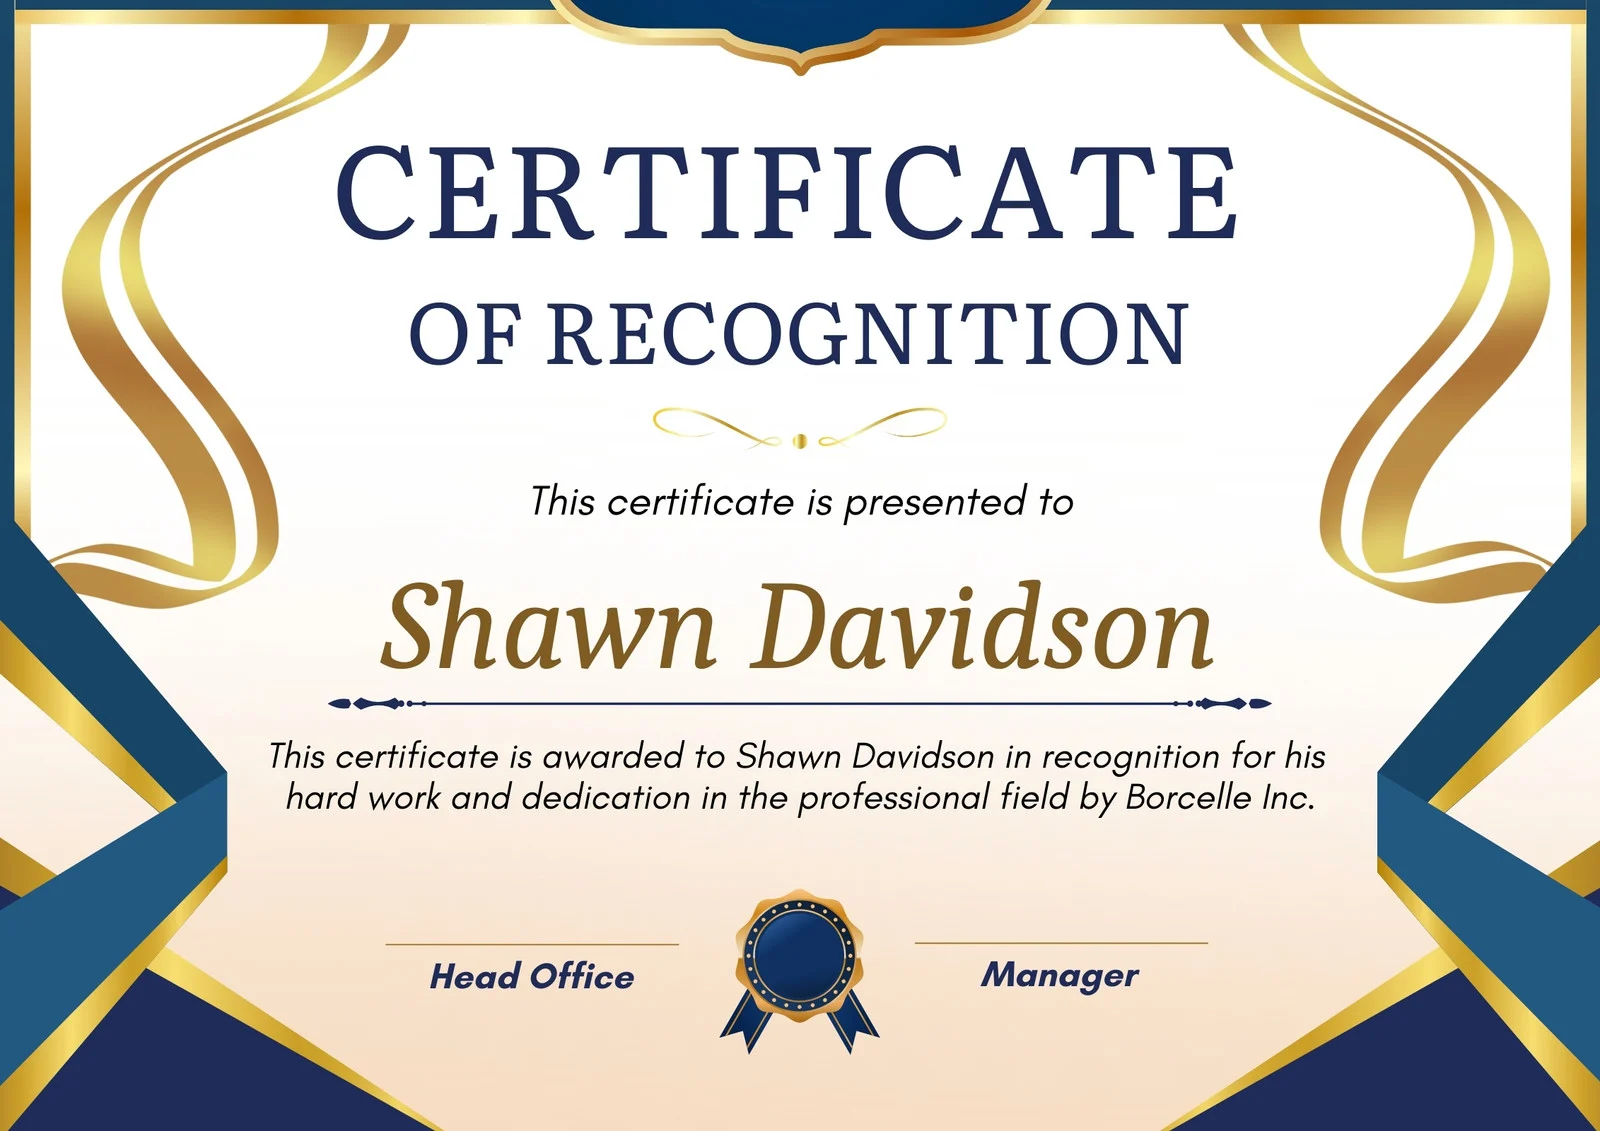 CERTIFICATE
OF RECOGNITION
This certificate is presented to
Shawn Davidson
This certificate is awarded to Shawn Davidson in recognition for his
hard work and dedication in the professional field by Borcelle Inc.
Head Office
Manager